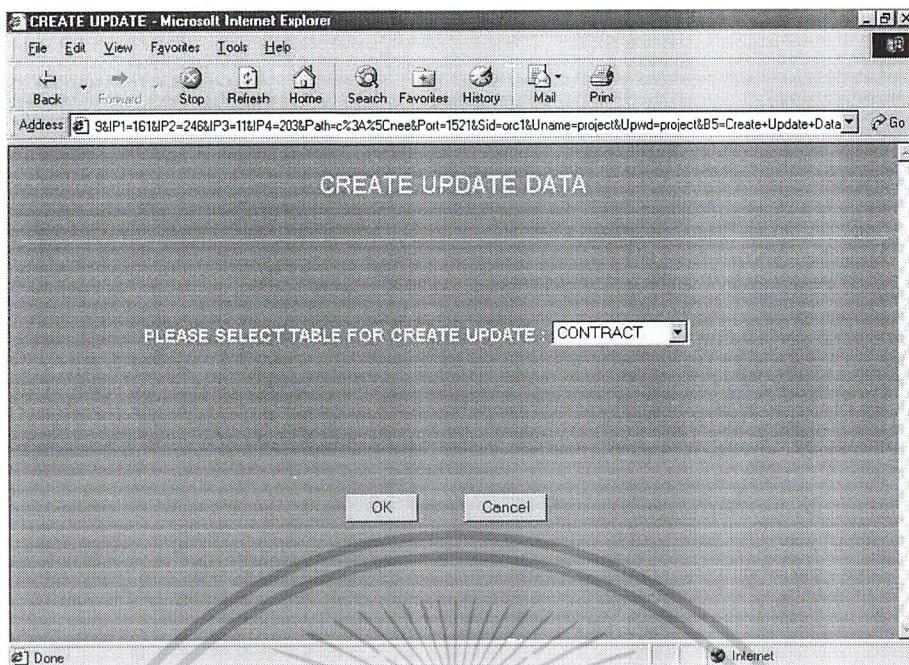 CREATE UPDATE - Microsoft Internet Explorer
File Edit View Favorites Tools Help
Back Forward Stop Refresh Home Search Favorites History Mail Print
Address 9&IP1=161&IP2=246&IP3=11&IP4=203&Path=c%3A%5Cnee&Port=1521&Sid=orc1&Uname=project&Upwd=project&B5=Create+Update+Data Go
CREATE UPDATE DATA
PLEASE SELECT TABLE FOR CREATE UPDATE : CONTRACT
OK Cancel
Done Internet